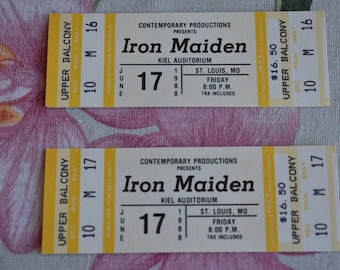 UPPER BALCONY
10 M 16
CONTEMPORARY PRODUCTIONS
PRESENTS
Iron Maiden
KIEL AUDITORIUM
JUNE 17 1988
ST. LOUIS, MO
FRIDAY
8:00 P.M.
TAX INCLUDED
$16.50
UPPER BALCONY
10 M 16
UPPER BALCONY
10 M 17
CONTEMPORARY PRODUCTIONS
PRESENTS
Iron Maiden
KIEL AUDITORIUM
JUNE 17 1988
ST. LOUIS, MO
FRIDAY
8:00 P.M.
TAX INCLUDED
$16.50
UPPER BALCONY
10 M 17